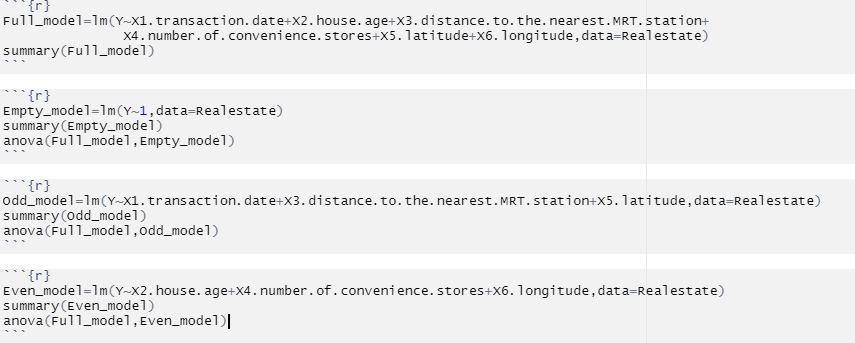 ```{r}
Full_model=lm(Y~X1.transaction.date+X2.house.age+X3.distance.to.the.nearest.MRT.station+
X4.number.of.convenience.stores+X5.latitude+X6.longitude,data=Realestate)
summary(Full_model)
```
```{r}
Empty_model=lm(Y~1,data=Realestate)
summary(Empty_model)
anova(Full_model,Empty_model)
```
```{r}
Odd_model=lm(Y~X1.transaction.date+X3.distance.to.the.nearest.MRT.station+X5.latitude,data=Realestate)
summary(Odd_model)
anova(Full_model,Odd_model)
```
```{r}
Even_model=lm(Y~X2.house.age+X4.number.of.convenience.stores+X6.longitude,data=Realestate)
summary(Even_model)
anova(Full_model,Even_model)
```